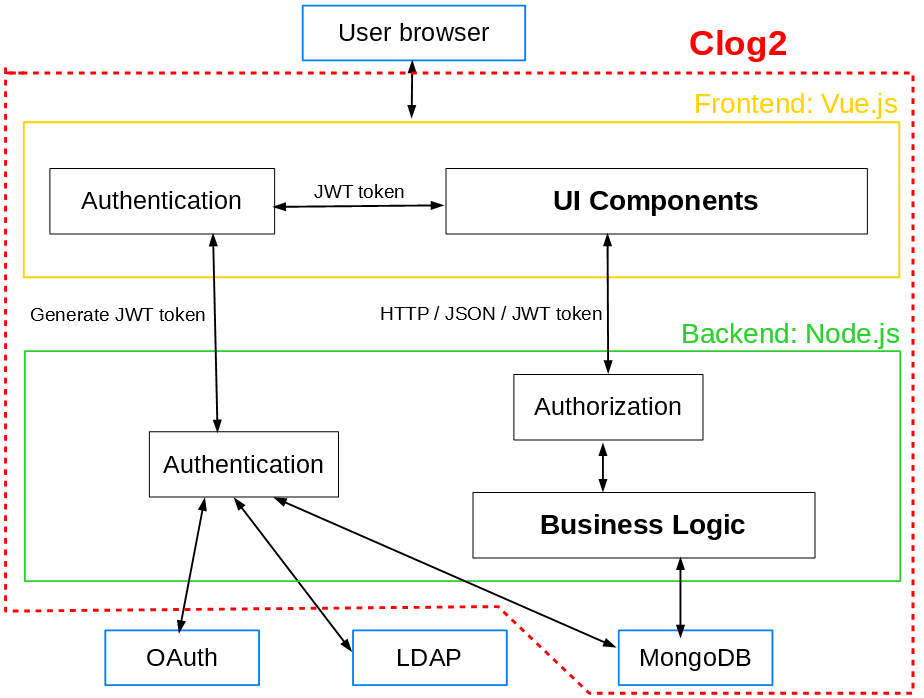 User browser
Clog2
Frontend: Vue.js
Authentication
JWT token
UI Components
Generate JWT token
HTTP / JSON / JWT token
Backend: Node.js
Authorization
Authentication
Business Logic
OAuth
LDAP
MongoDB